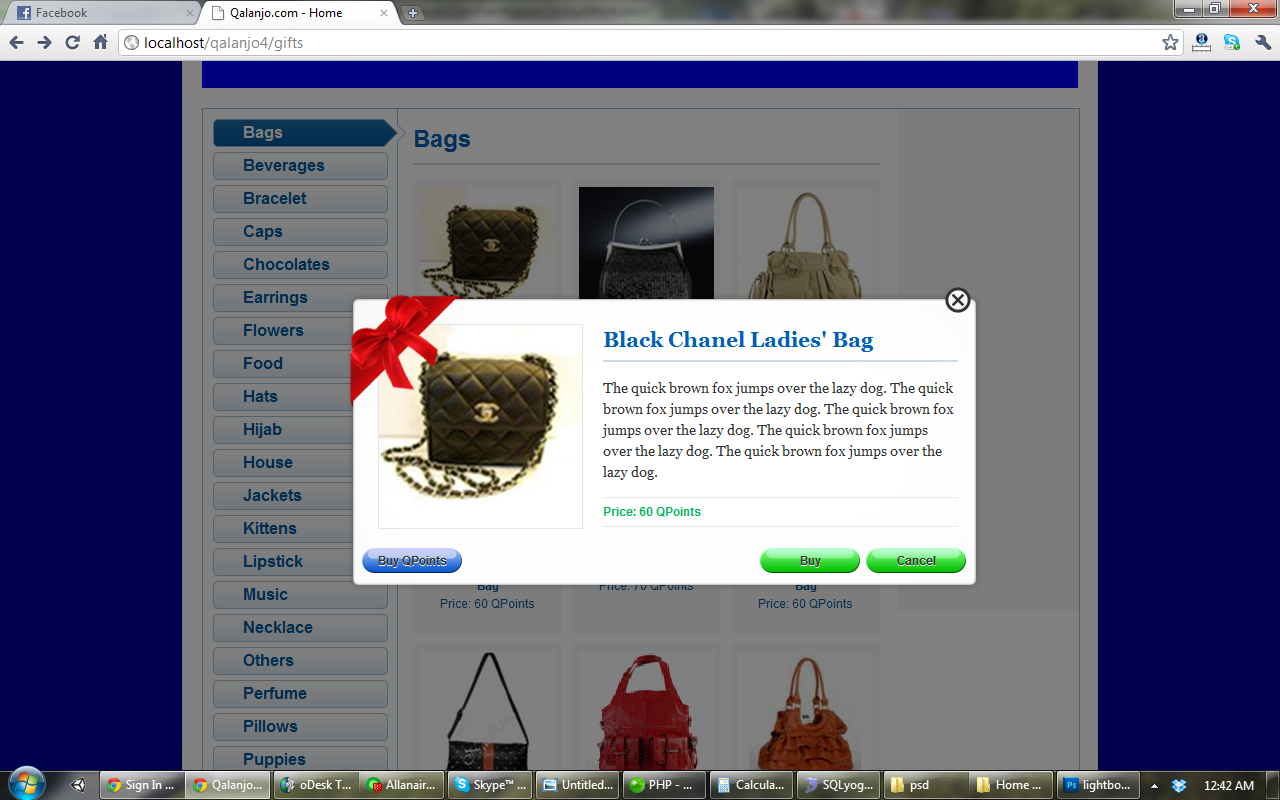 Facebook
Qalanjo.com - Home
localhost/qalanjo4/gifts
Bags
Beverages
Bracelet
Caps
Chocolates
Earrings
Flowers
Food
Hats
Hijab
House
Jackets
Kittens
Lipstick
Music
Necklace
Others
Perfume
Pillows
Puppies
Bags
Black Chanel Ladies' Bag
The quick brown fox jumps over the lazy dog. The quick
brown fox jumps over the lazy dog. The quick brown fox
jumps over the lazy dog. The quick brown fox jumps
over the lazy dog. The quick brown fox jumps over the
lazy dog.
Price: 60 QPoints
Buy QPoints
Buy
Cancel
Bag
Price: 60 QPoints
Price: 70 QPoints
Bag
Price: 60 QPoints
Sign In ...
Qalanjo...
oDesk T...
Allanair...
Skype™ ...
Untitled...
PHP - ...
Calcula...
SQLyog...
psd
Home ...
lightbo...
12:42 AM